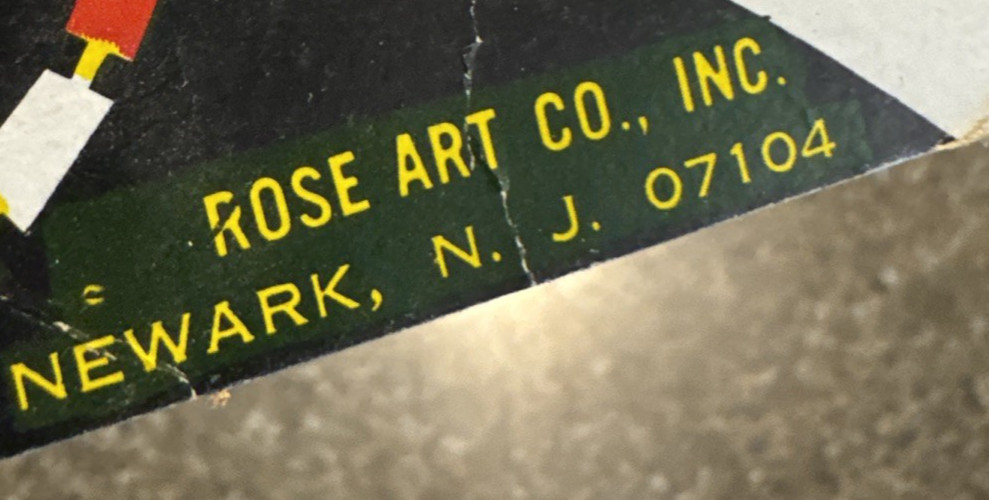 ROSE ART CO., INC.
NEWARK, N. J. 07104